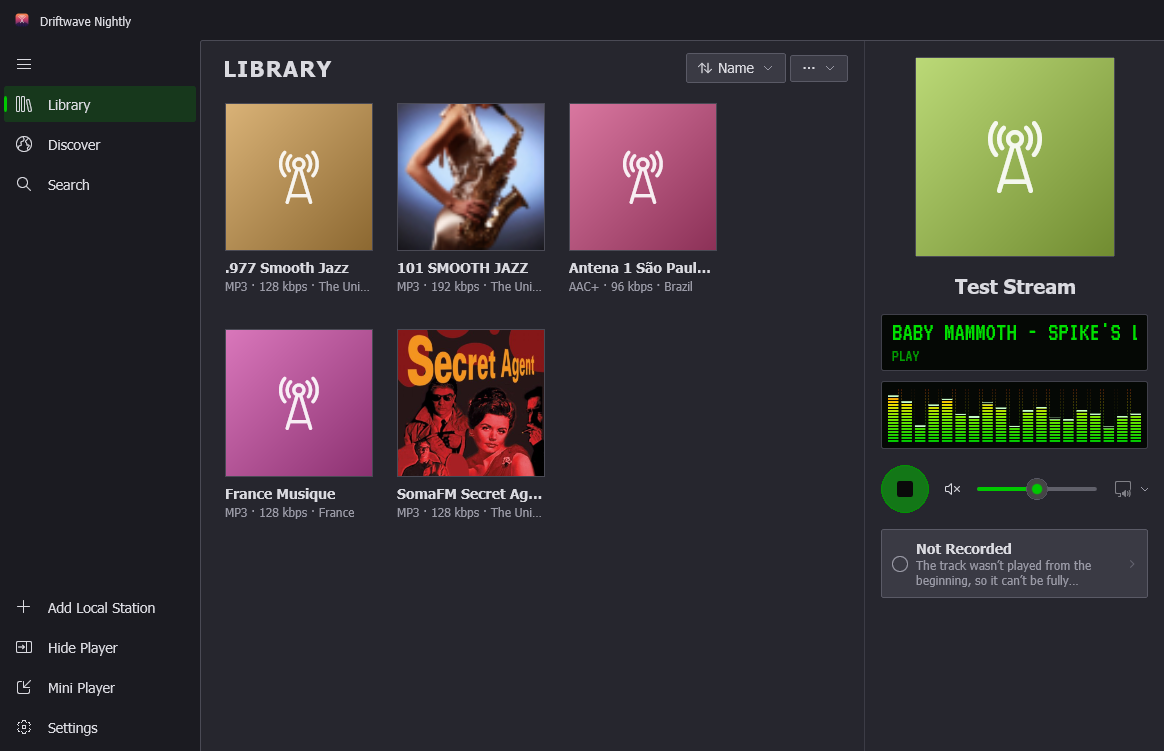 Driftwave Nightly
Library
Discover
Search
Add Local Station
Hide Player
Mini Player
Settings
LIBRARY
Name
...
.977 Smooth Jazz
MP3 · 128 kbps · The Uni...
101 SMOOTH JAZZ
MP3 · 192 kbps · The Uni...
Antena 1 São Paul...
AAC+ · 96 kbps · Brazil
Secret Agent
France Musique
MP3 · 128 kbps · France
SomaFM Secret Ag...
MP3 · 128 kbps · The Uni...
Test Stream
BABY MAMMOTH - SPIKE'S L
PLAY
Not Recorded
The track wasn’t played from the
beginning, so it can’t be fully...